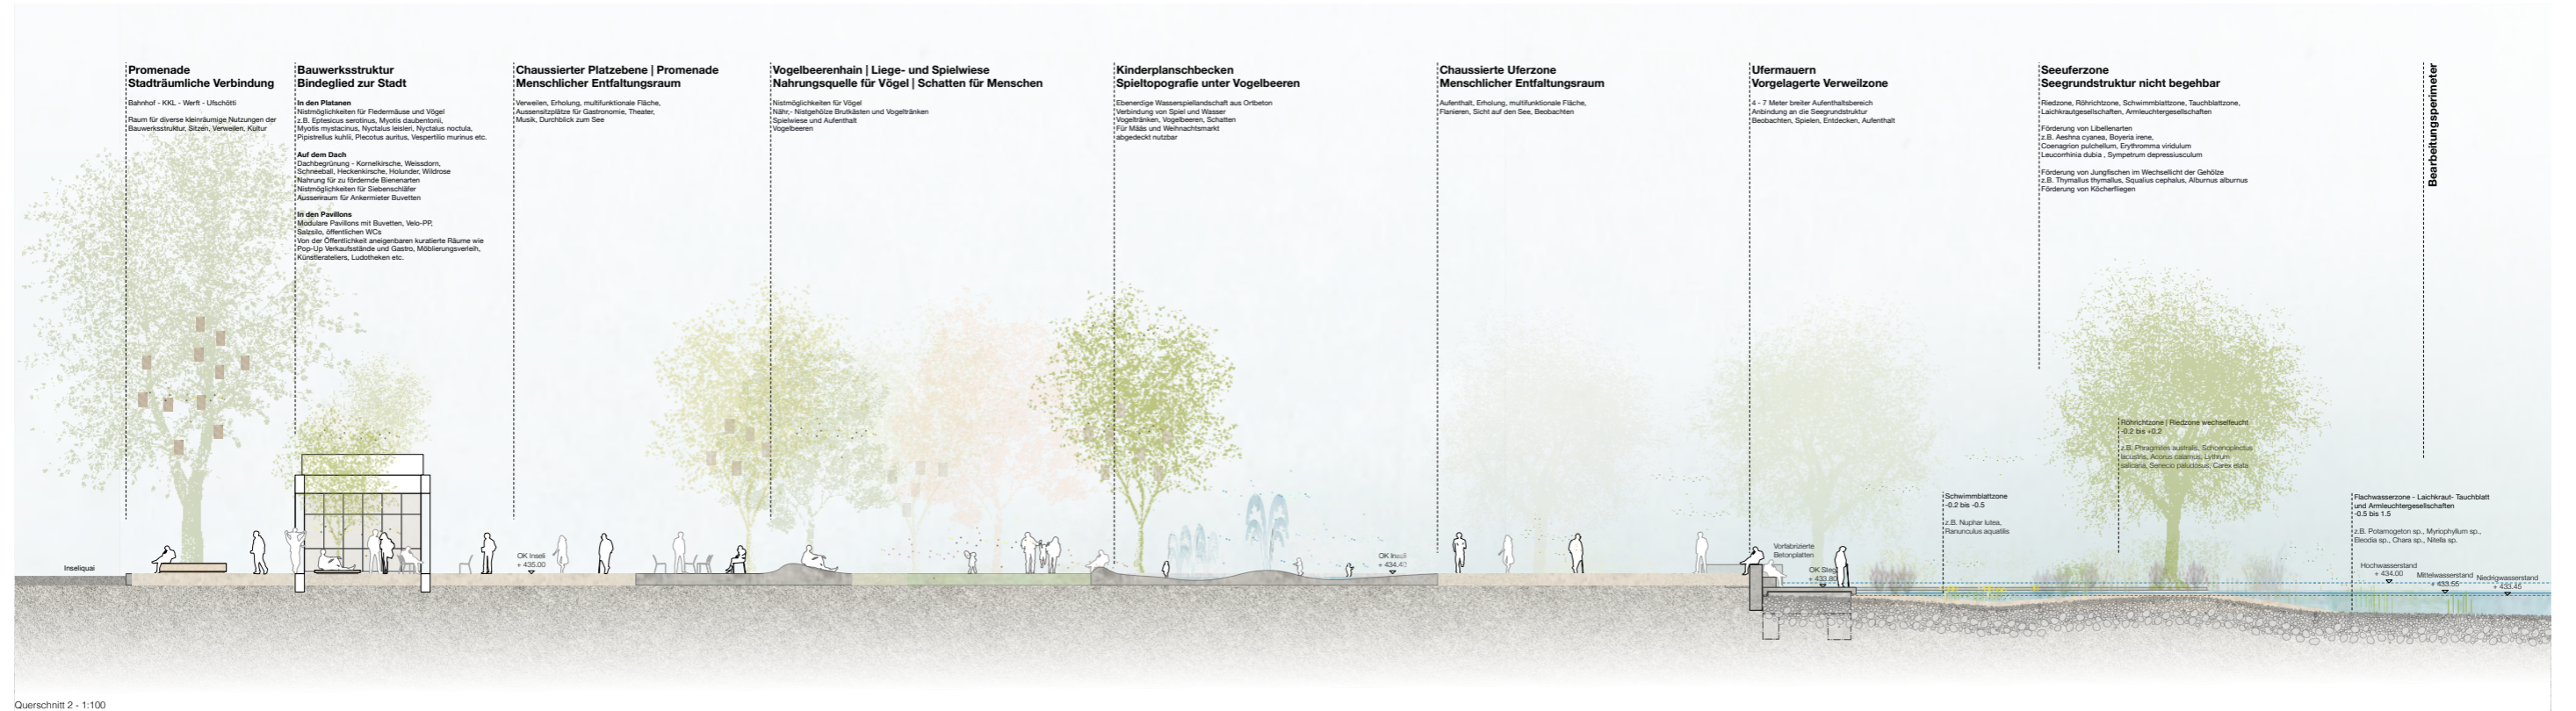 Promenade
Stadträumliche Verbindung
Bahnhof - KKL - Werft - Ufschötti
Raum für diverse kleinräumige Nutzungen der
Bauwerksstruktur, Sitzen, Verweilen, Kultur
Bauwerksstruktur
Bindeglied zur Stadt
In den Platanen
Nistmöglichkeiten für Fledermäuse und Vögel
z.B. Eptesicus serotinus, Myotis daubentonii,
Myotis mystacinus, Nyctalus leisleri, Nyctalus noctula,
Pipistrellus kuhlii, Plecotus auritus, Vespertilio murinus etc.
Auf dem Dach
Dachbegrünung - Kornelkirsche, Weissdorn,
Schneeball, Heckenkirsche, Holunder, Wildrose
Nahrung für zu fördernde Bienenarten
Nistmöglichkeiten für Siebenschläfer
Aussenraum für Ankermieter Buvetten
In den Pavillons
Modulare Pavillons mit Buvetten, Velo-PP,
Salzsilo, öffentlichen WCs
Von der Öffentlichkeit aneigenbaren kuratierte Räume wie
Pop-Up Verkaufsstände und Gastro, Möblierungsverleih,
Künstlerateliers, Ludotheken etc.
Chaussierter Platzebene | Promenade
Menschlicher Entfaltungsraum
Verweilen, Erholung, multifunktionale Fläche,
Aussensitzplätze für Gastronomie, Theater,
Musik, Durchblick zum See
Vogelbeerenhain | Liege- und Spielwiese
Nahrungsquelle für Vögel | Schatten für Menschen
Nistmöglichkeiten für Vögel
Nähr,- Nistgehölze Brutkästen und Vogeltränken
Spielwiese und Aufenthalt
Vogelbeeren
Kinderplanschbecken
Spieltopografie unter Vogelbeeren
Ebenerdige Wasserspiellandschaft aus Ortbeton
Verbindung von Spiel und Wasser
Vogeltränken, Vogelbeeren, Schatten
Für Määs und Weihnachtsmarkt
abgedeckt nutzbar
Chaussierte Uferzone
Menschlicher Entfaltungsraum
Aufenthalt, Erholung, multifunktionale Fläche,
Flanieren, Sicht auf den See, Beobachten
Ufermauern
Vorgelagerte Verweilzone
4 - 7 Meter breiter Aufenthaltsbereich
Anbindung an die Seegrundstruktur
Beobachten, Spielen, Entdecken, Aufenthalt
Seeuferzone
Seegrundstruktur nicht begehbar
Riedzone, Röhrichtzone, Schwimmblattzone, Tauchblattzone,
Laichkrautgesellschaften, Armleuchtergesellschaften
Förderung von Libellenarten
z.B. Aeshna cyanea, Boyeria irene,
Coenagrion pulchellum, Erythromma viridulum
Leucorrhinia dubia , Sympetrum depressiusculum
Förderung von Jungfischen im Wechsellicht der Gehölze
z.B. Thymallus thymallus, Squalius cephalus, Alburnus alburnus
Förderung von Köcherfliegen
Bearbeitungsperimeter
Röhrichtzone | Riedzone wechselfeucht
-0.2 bis +0.2
z.B. Phragmites australis, Schoenoplectus
lacustris, Acorus calamus, Lythrum
salicaria, Senecio paludosus, Carex elata
Schwimmblattzone
-0.2 bis -0.5
z.B. Nuphar lutea,
Ranunculus aquatilis
Flachwasserzone - Laichkraut- Tauchblatt
und Armleuchtergesellschaften
-0.5 bis 1.5
z.B. Potamogeton sp., Myriophyllum sp.,
Eleodia sp., Chara sp., Nitella sp.
Inseliquai
OK Inseli
+ 435.00
OK Inseli
+ 434.40
Vorfabrizierte
Betonplatten
OK Steg
+ 433.80
Hochwasserstand
+ 434.00
Mittelwasserstand
+ 433.55
Niedrigwasserstand
+ 433.45
Querschnitt 2 - 1:100